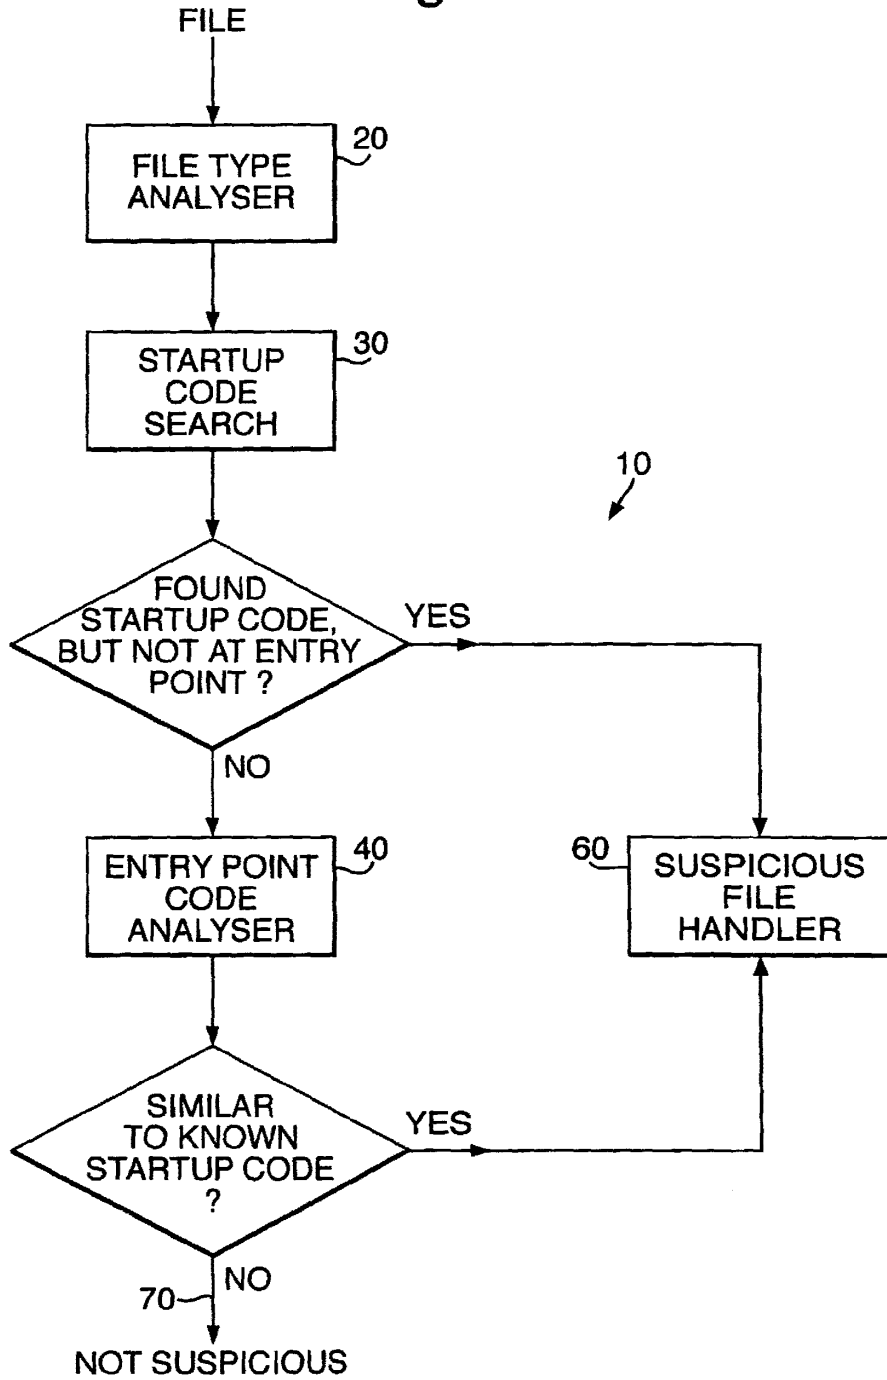 FILE
20
FILE TYPE
ANALYSER
30
STARTUP
CODE
SEARCH
10
FOUND
STARTUP CODE,
BUT NOT AT ENTRY
POINT ?
YES
NO
40
ENTRY POINT
CODE
ANALYSER
60
SUSPICIOUS
FILE
HANDLER
SIMILAR
TO KNOWN
STARTUP CODE
?
YES
NO
70
NOT SUSPICIOUS